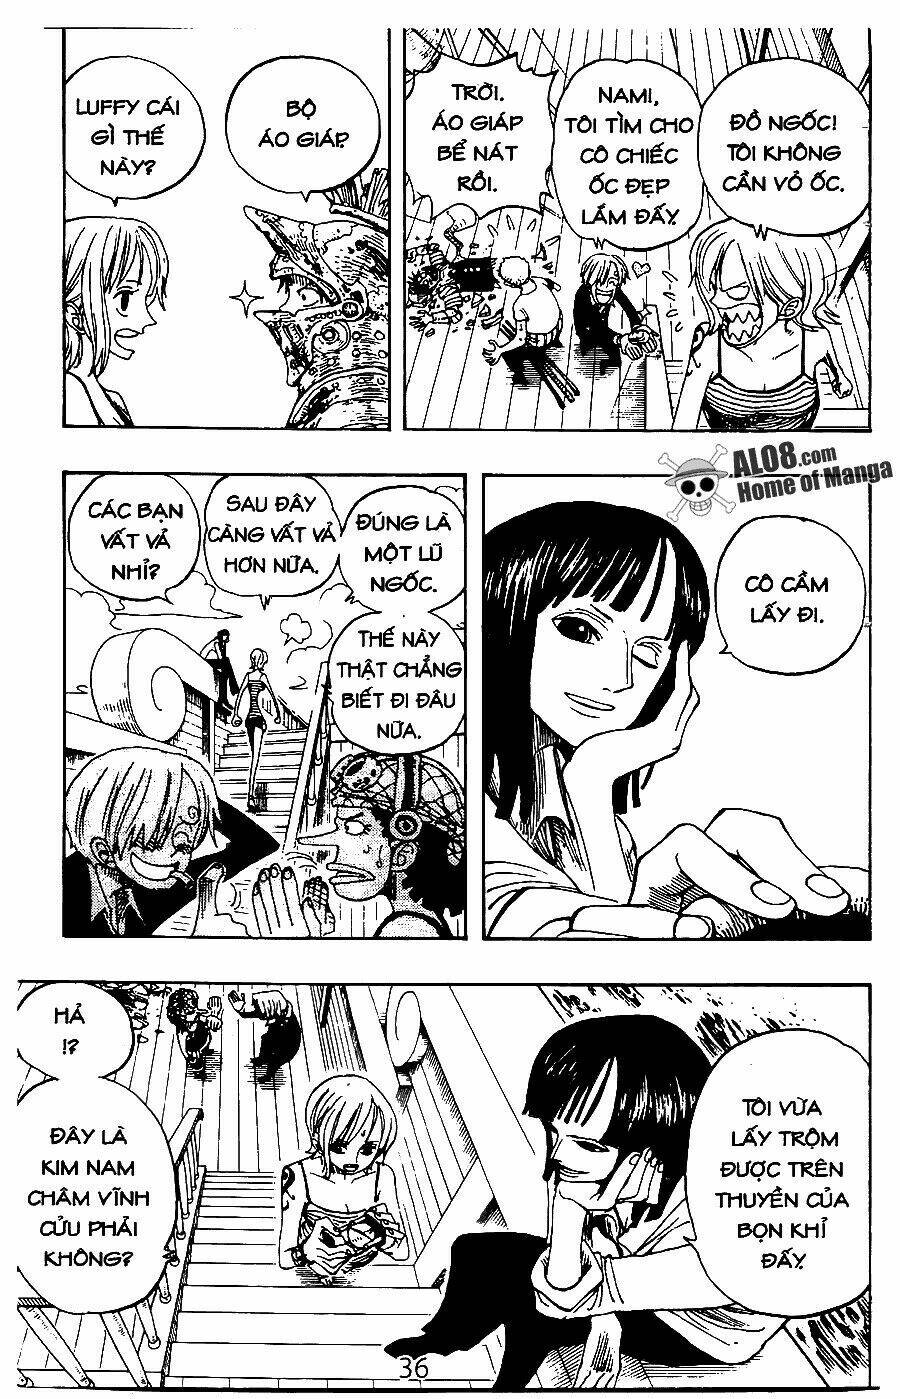 LUFFY CÁI
GÌ THẾ
NÀY?
BỘ
ÁO GIÁP.
TRỜI.
ÁO GIÁP
BỂ NÁT
RỒI.
NAMI,
TÔI TÌM CHO
CÔ CHIẾC
ỐC ĐẸP
LẮM ĐẤY.
ĐỒ NGỐC!
TÔI KHÔNG
CẦN VỎ ỐC.
AL08.com
Home of Manga
CÁC BẠN
VẤT VẢ
NHỈ?
SAU ĐÂY
CÀNG VẤT VẢ
HƠN NỮA.
ĐÚNG LÀ
MỘT LŨ
NGỐC.
THẾ NÀY
THẬT CHẲNG
BIẾT ĐI ĐÂU
NỮA.
CÔ CẦM
LẤY ĐI.
HẢ
!?
ĐÂY LÀ
KIM NAM
CHÂM VĨNH
CỬU PHẢI
KHÔNG?
TÔI VỪA
LẤY TRỘM
ĐƯỢC TRÊN
THUYỀN CỦA
BỌN KHỈ
ĐẤY.
36